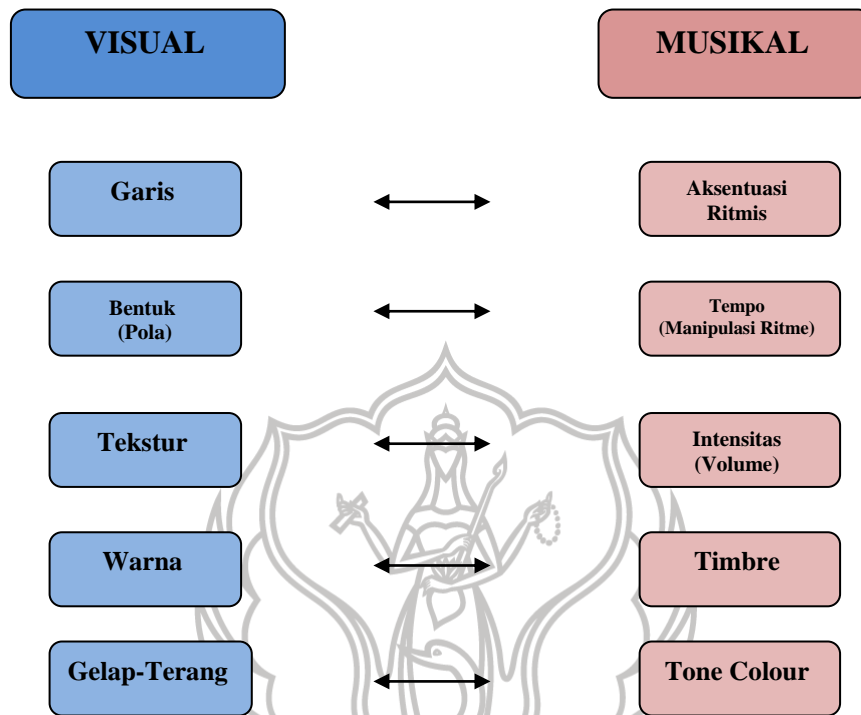 VISUAL
MUSIKAL
Garis
Aksentuasi
Ritmis
Bentuk
(Pola)
Tempo
(Manipulasi Ritme)
Tekstur
Intensitas
(Volume)
Warna
Timbre
Gelap-Terang
Tone Colour